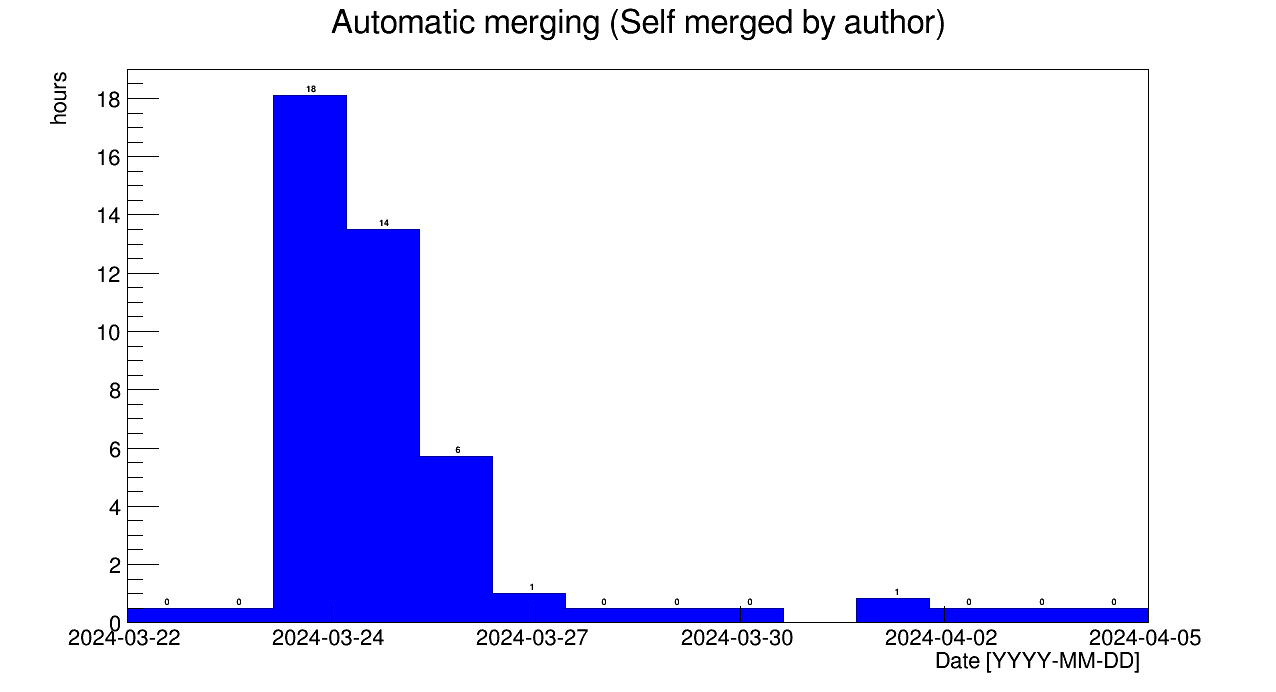 Automatic merging (Self merged by author)
hours
18
16
14
12
10
8
6
4
2
0
0 0 18 14 6 1 0 0 0 1 0 0 0
2024-03-22 2024-03-24 2024-03-27 2024-03-30 2024-04-02 2024-04-05
Date [YYYY-MM-DD]